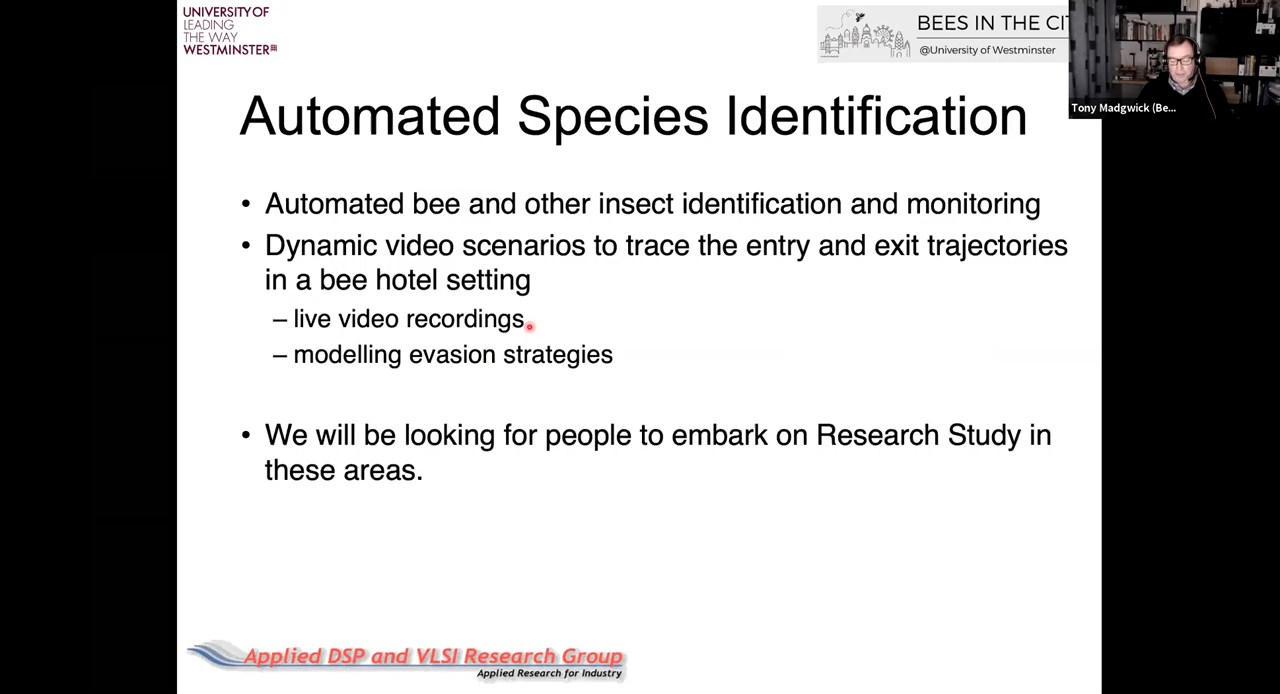 UNIVERSITY OF
LEADING
THE WAY
WESTMINSTER
BEES IN THE CI
@University of Westminster
Tony Madgwick (Be...
Automated Species Identification
• Automated bee and other insect identification and monitoring
• Dynamic video scenarios to trace the entry and exit trajectories
in a bee hotel setting
– live video recordings
– modelling evasion strategies
• We will be looking for people to embark on Research Study in
these areas.
Applied DSP and VLSI Research Group
Applied Research for Industry